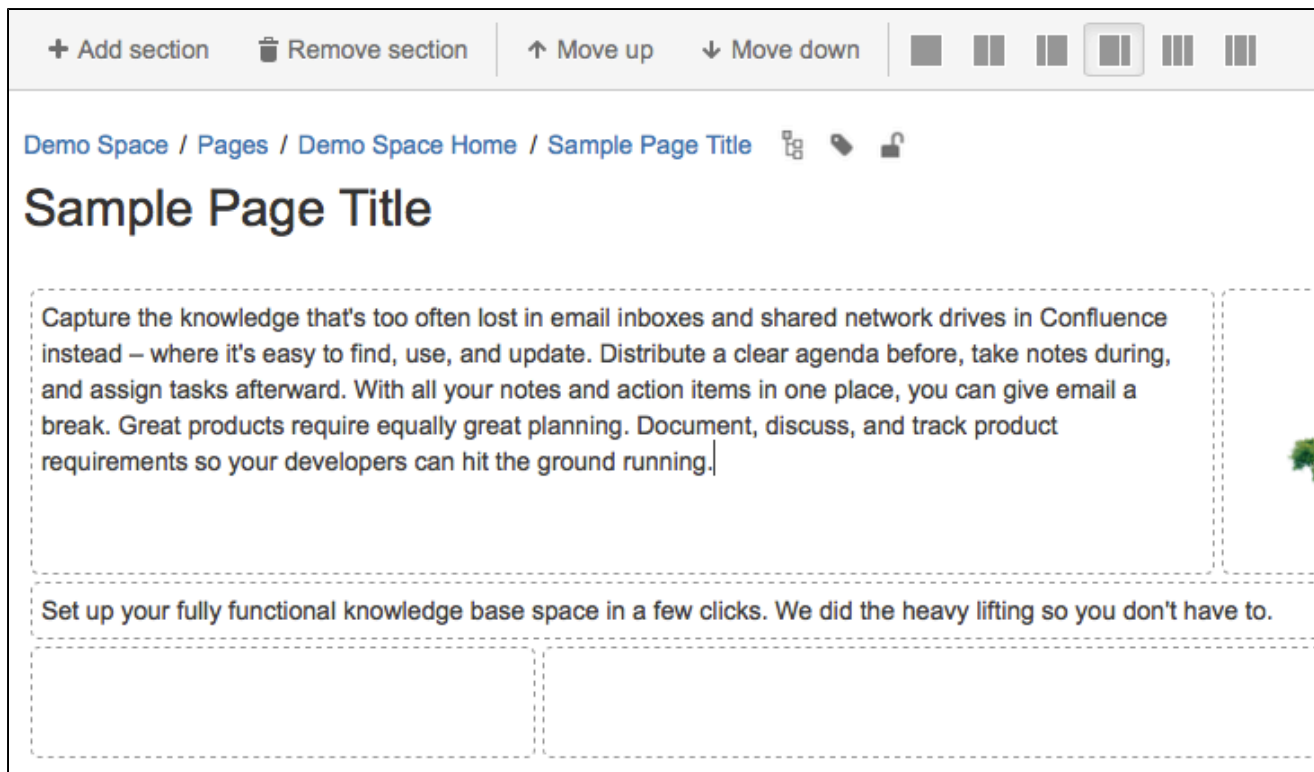 + Add section Remove section ↑ Move up ↓ Move down
Demo Space / Pages / Demo Space Home / Sample Page Title
Sample Page Title
Capture the knowledge that's too often lost in email inboxes and shared network drives in Confluence
instead – where it's easy to find, use, and update. Distribute a clear agenda before, take notes during,
and assign tasks afterward. With all your notes and action items in one place, you can give email a
break. Great products require equally great planning. Document, discuss, and track product
requirements so your developers can hit the ground running.
Set up your fully functional knowledge base space in a few clicks. We did the heavy lifting so you don't have to.